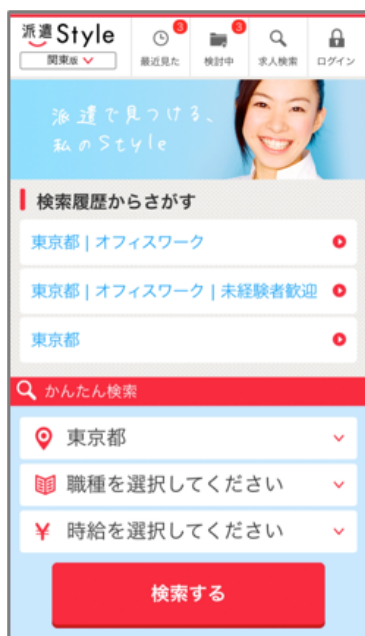 派遣Style
関東版
3
最近見た
3
検討中
求人検索
ログイン
派遣で見つける、
私のStyle
検索履歴からさがす
東京都 | オフィスワーク
東京都 | オフィスワーク | 未経験者歓迎
東京都
かんたん検索
東京都
職種を選択してください
¥ 時給を選択してください
検索する